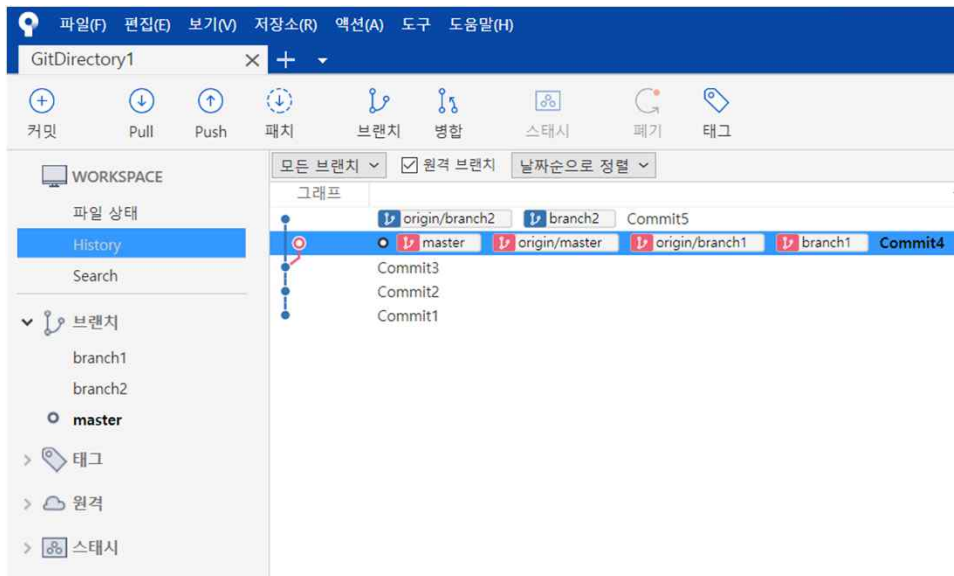 파일(F) 편집(E) 보기(V) 저장소(R) 액션(A) 도구 도움말(H)
GitDirectory1
커밋 Pull Push 패치 브랜치 병합 스태시 폐기 태그
WORKSPACE
파일 상태
History
Search
브랜치
branch1
branch2
master
태그
원격
스태시
모든 브랜치 원격 브랜치 날짜순으로 정렬
그래프
origin/branch2 branch2 Commit5
master origin/master origin/branch1 branch1 Commit4
Commit3
Commit2
Commit1